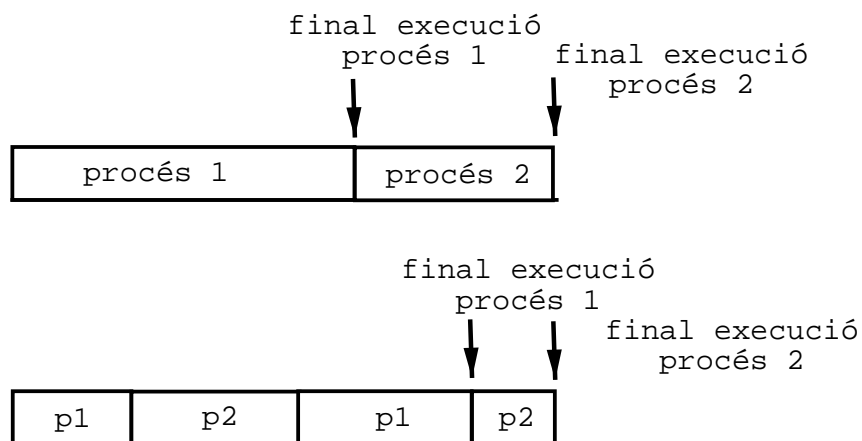 final execució
procés 1
final execució
procés 2
procés 1
procés 2
final execució
procés 1
final execució
procés 2
p1
p2
p1
p2